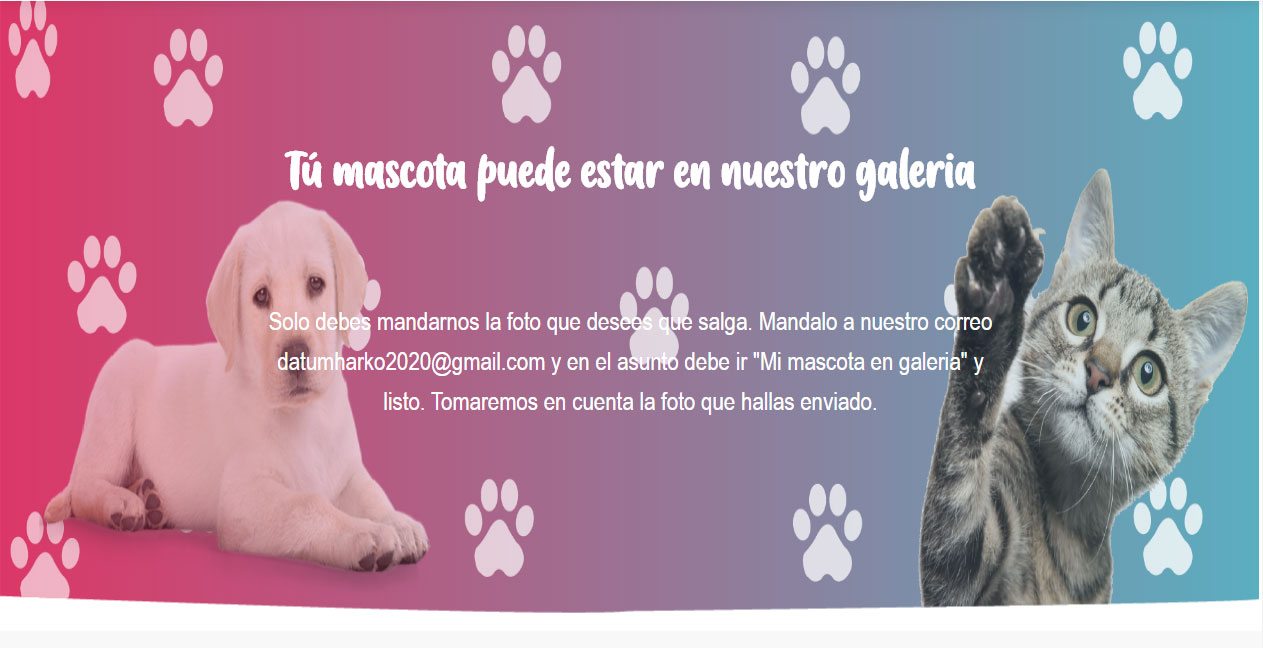 Tú mascota puede estar en nuestro galeria
Solo debes mandarnos la foto que desees que salga. Mandalo a nuestro correo
datumharko2020@gmail.com y en el asunto debe ir "Mi mascota en galeria" y
listo. Tomaremos en cuenta la foto que hallas enviado.